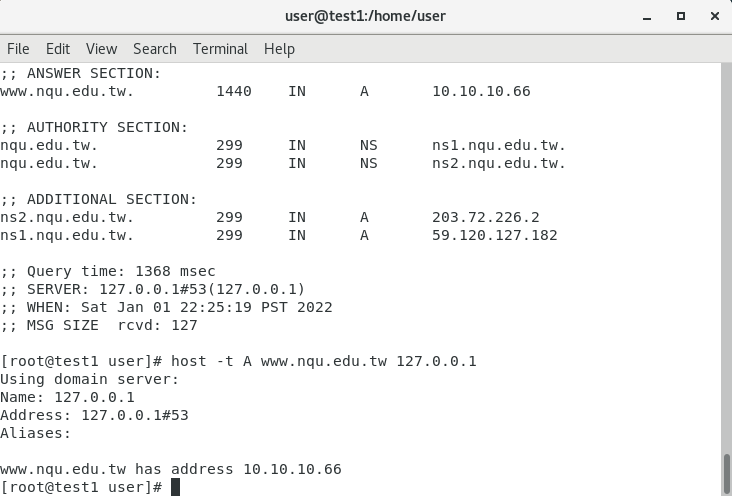 user@test1:/home/user
File Edit View Search Terminal Help
;; ANSWER SECTION:
www.nqu.edu.tw. 1440 IN A 10.10.10.66
;; AUTHORITY SECTION:
nqu.edu.tw. 299 IN NS ns1.nqu.edu.tw.
nqu.edu.tw. 299 IN NS ns2.nqu.edu.tw.
;; ADDITIONAL SECTION:
ns2.nqu.edu.tw. 299 IN A 203.72.226.2
ns1.nqu.edu.tw. 299 IN A 59.120.127.182
;; Query time: 1368 msec
;; SERVER: 127.0.0.1#53(127.0.0.1)
;; WHEN: Sat Jan 01 22:25:19 PST 2022
;; MSG SIZE  rcvd: 127
[root@test1 user]# host -t A www.nqu.edu.tw 127.0.0.1
Using domain server:
Name: 127.0.0.1
Address: 127.0.0.1#53
Aliases:
www.nqu.edu.tw has address 10.10.10.66
[root@test1 user]#